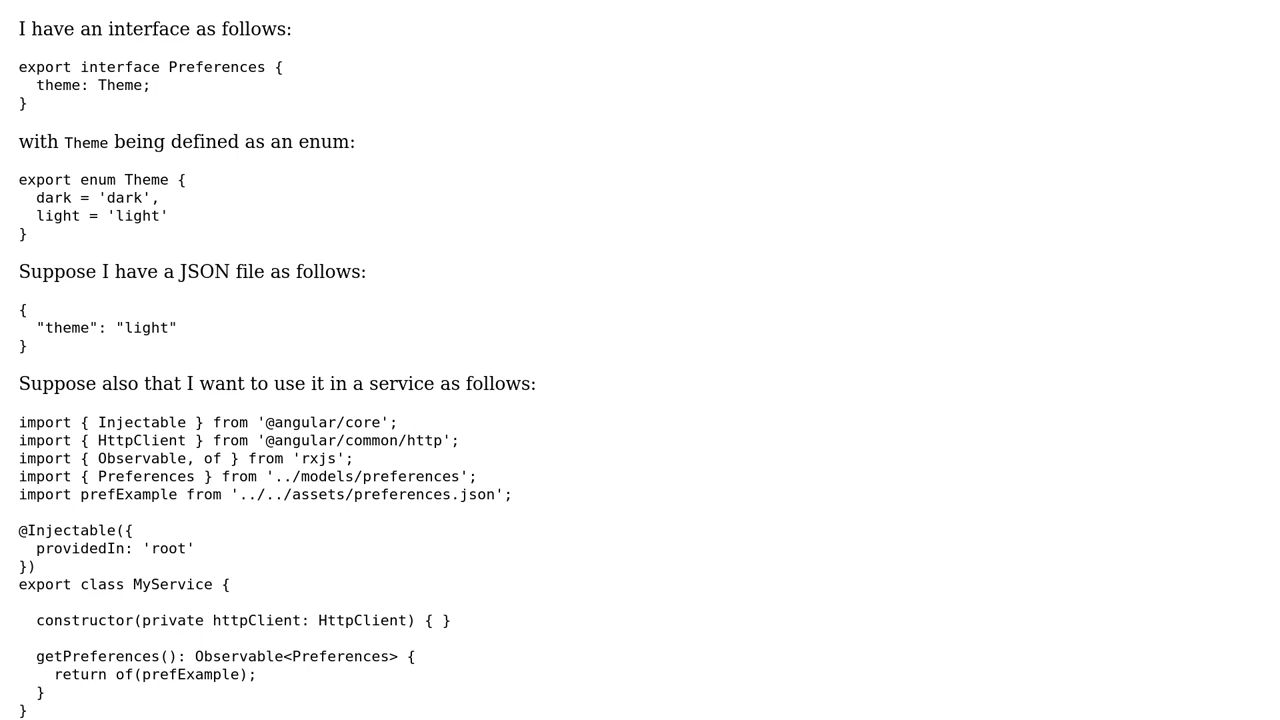 I have an interface as follows:
export interface Preferences {
  theme: Theme;
}
with Theme being defined as an enum:
export enum Theme {
  dark = 'dark',
  light = 'light'
}
Suppose I have a JSON file as follows:
{
  "theme": "light"
}
Suppose also that I want to use it in a service as follows:
import { Injectable } from '@angular/core';
import { HttpClient } from '@angular/common/http';
import { Observable, of } from 'rxjs';
import { Preferences } from '../models/preferences';
import prefExample from '../../assets/preferences.json';

@Injectable({
  providedIn: 'root'
})
export class MyService {

  constructor(private httpClient: HttpClient) { }

  getPreferences(): Observable<Preferences> {
    return of(prefExample);
  }
}